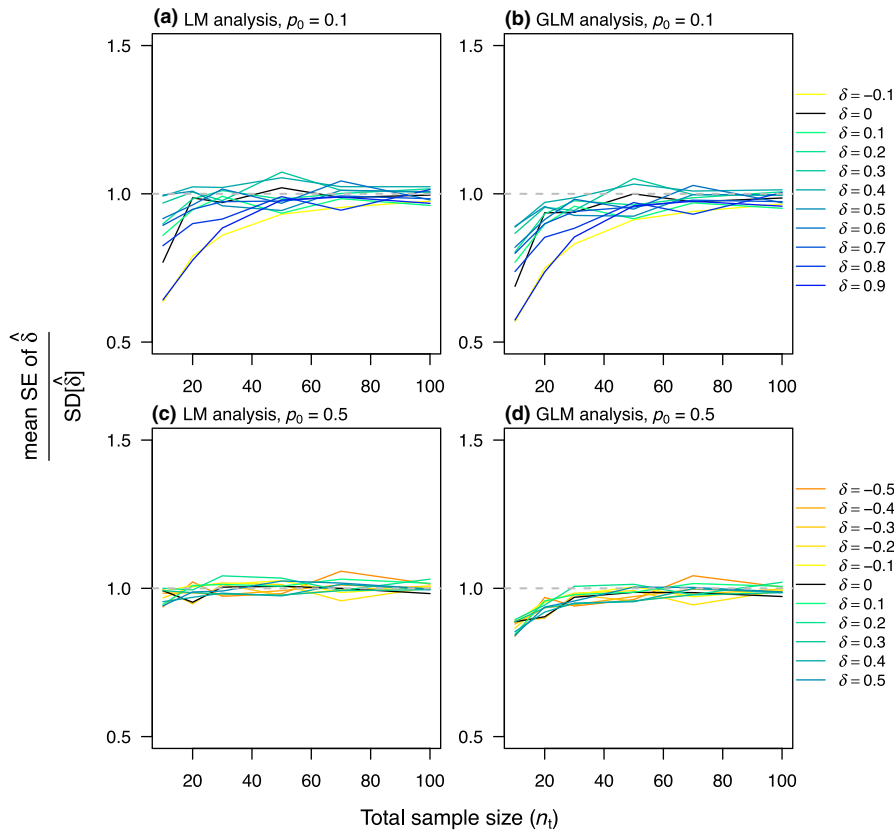 (a) LM analysis, p₀ = 0.1
(b) GLM analysis, p₀ = 0.1
1.5
1.0
0.5
20 40 60 80 100
1.5
1.0
0.5
20 40 60 80 100
δ = −0.1
δ = 0
δ = 0.1
δ = 0.2
δ = 0.3
δ = 0.4
δ = 0.5
δ = 0.6
δ = 0.7
δ = 0.8
δ = 0.9
mean SE of δ̂
SD[δ̂]
(c) LM analysis, p₀ = 0.5
(d) GLM analysis, p₀ = 0.5
1.5
1.0
0.5
20 40 60 80 100
1.5
1.0
0.5
20 40 60 80 100
δ = −0.5
δ = −0.4
δ = −0.3
δ = −0.2
δ = −0.1
δ = 0
δ = 0.1
δ = 0.2
δ = 0.3
δ = 0.4
δ = 0.5
Total sample size (nₜ)